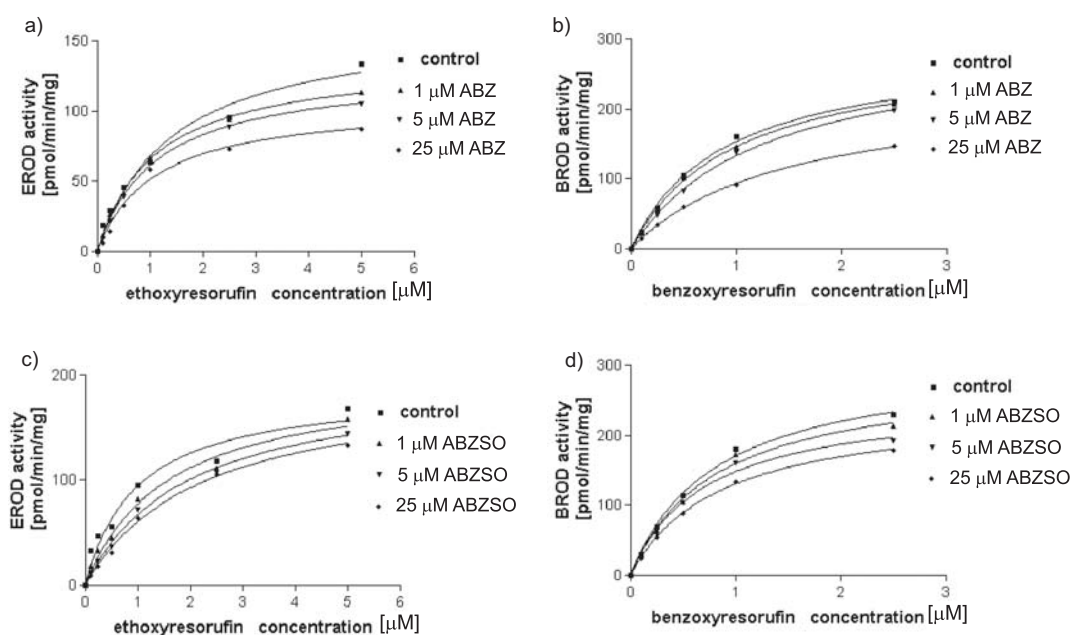 a)
EROD activity
[pmol/min/mg]
150
100
50
0
0 1 2 3 4 5 6
ethoxyresorufin concentration [μM]
control
1 μM ABZ
5 μM ABZ
25 μM ABZ
b)
BROD activity
[pmol/min/mg]
300
200
100
0
0 1 2 3
benzoxyresorufin concentration [μM]
control
1 μM ABZ
5 μM ABZ
25 μM ABZ
c)
EROD activity
[pmol/min/mg]
200
100
0
0 1 2 3 4 5 6
ethoxyresorufin concentration [μM]
control
1 μM ABZSO
5 μM ABZSO
25 μM ABZSO
d)
BROD activity
[pmol/min/mg]
300
200
100
0
0 1 2 3
benzoxyresorufin concentration [μM]
control
1 μM ABZSO
5 μM ABZSO
25 μM ABZSO